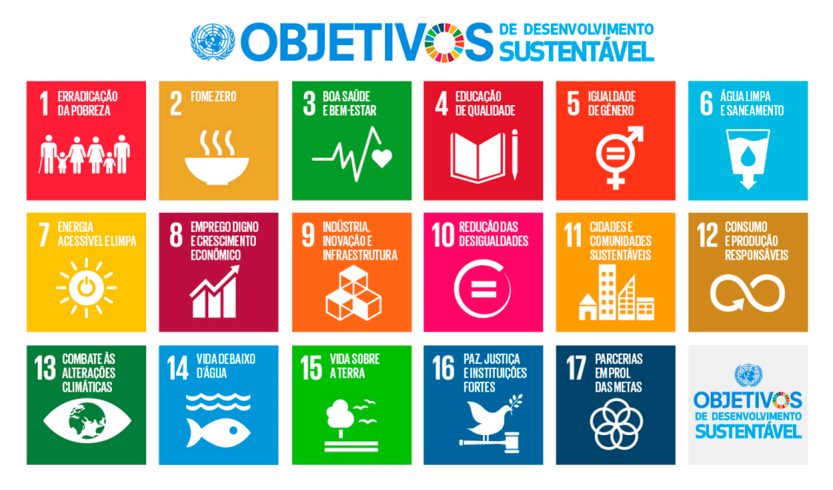 OBJETIVOS
DE DESENVOLVIMENTO
SUSTENTÁVEL
1 ERRADICAÇÃO
DA POBREZA
2 FOME ZERO
3 BOA SAÚDE
E BEM-ESTAR
4 EDUCAÇÃO
DE QUALIDADE
5 IGUALDADE
DE GÊNERO
6 ÁGUA LIMPA
E SANEAMENTO
7 ENERGIA
ACESSÍVEL E LIMPA
8 EMPREGO DIGNO
E CRESCIMENTO
ECONÔMICO
9 INDÚSTRIA,
INOVAÇÃO E
INFRAESTRUTURA
10 REDUÇÃO DAS
DESIGUALDADES
11 CIDADES E
COMUNIDADES
SUSTENTÁVEIS
12 CONSUMO
E PRODUÇÃO
RESPONSÁVEIS
13 COMBATE ÀS
ALTERAÇÕES
CLIMÁTICAS
14 VIDA DEBAIXO
D'ÁGUA
15 VIDA SOBRE
A TERRA
16 PAZ, JUSTIÇA
E INSTITUIÇÕES
FORTES
17 PARCERIAS
EM PROL
DAS METAS
OBJETIVOS
DE DESENVOLVIMENTO
SUSTENTÁVEL